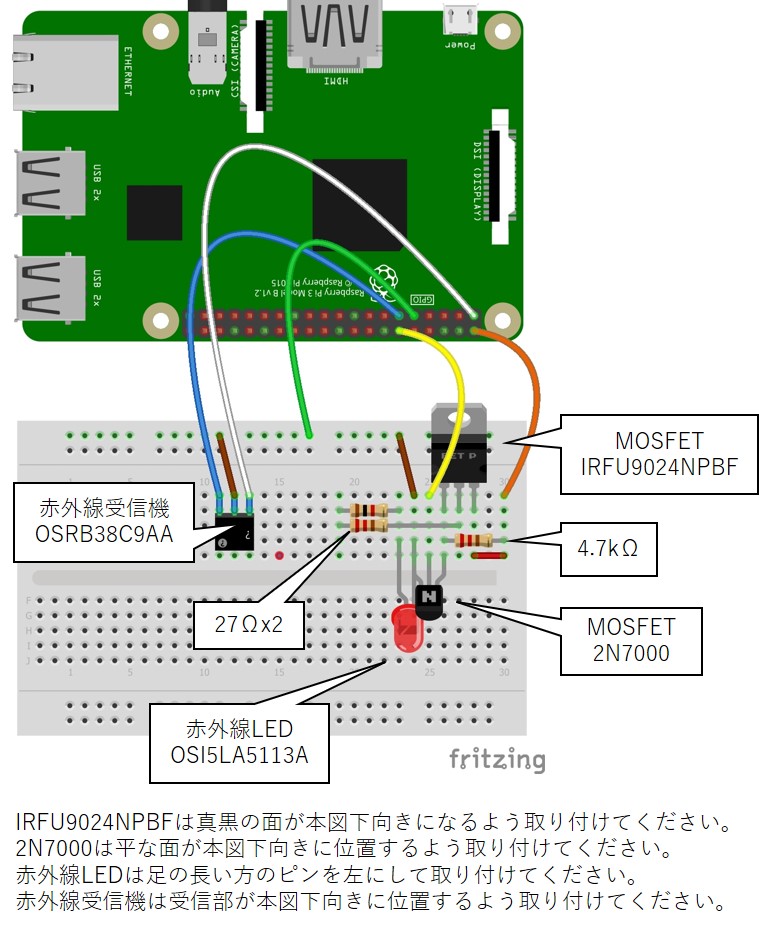 ETHERNET
Audio
CSI (CAMERA)
HDMI
Power
USB 2x
DSI (DISPLAY)
USB 2x
Raspberry Pi 3 Model B v1.2
© Raspberry Pi 2015
GPIO
MOSFET
IRFU9024NPBF
FET P
赤外線受信機
OSRB38C9AA
4.7kΩ
27Ωx2
N
MOSFET
2N7000
1
5
10
15
20
25
30
赤外線LED
OSI5LA5113A
fritzing
IRFU9024NPBFは真黒の面が本図下向きになるよう取り付けてください。
2N7000は平な面が本図下向きに位置するよう取り付けてください。
赤外線LEDは足の長い方のピンを左にして取り付けてください。
赤外線受信機は受信部が本図下向きに位置するよう取り付けてください。